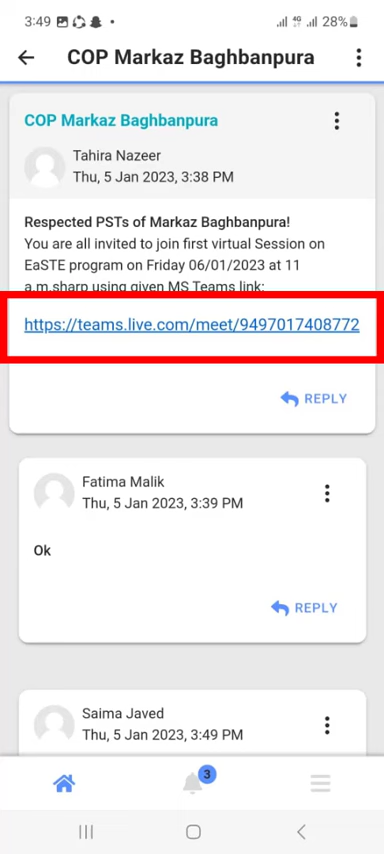 3:49 4G 28%
COP Markaz Baghbanpura
COP Markaz Baghbanpura
Tahira Nazeer
Thu, 5 Jan 2023, 3:38 PM
Respected PSTs of Markaz Baghbanpura!
You are all invited to join first virtual Session on
EaSTE program on Friday 06/01/2023 at 11
a.m.sharp using given MS Teams link:
https://teams.live.com/meet/9497017408772
REPLY
Fatima Malik
Thu, 5 Jan 2023, 3:39 PM
Ok
REPLY
Saima Javed
Thu, 5 Jan 2023, 3:49 PM
3